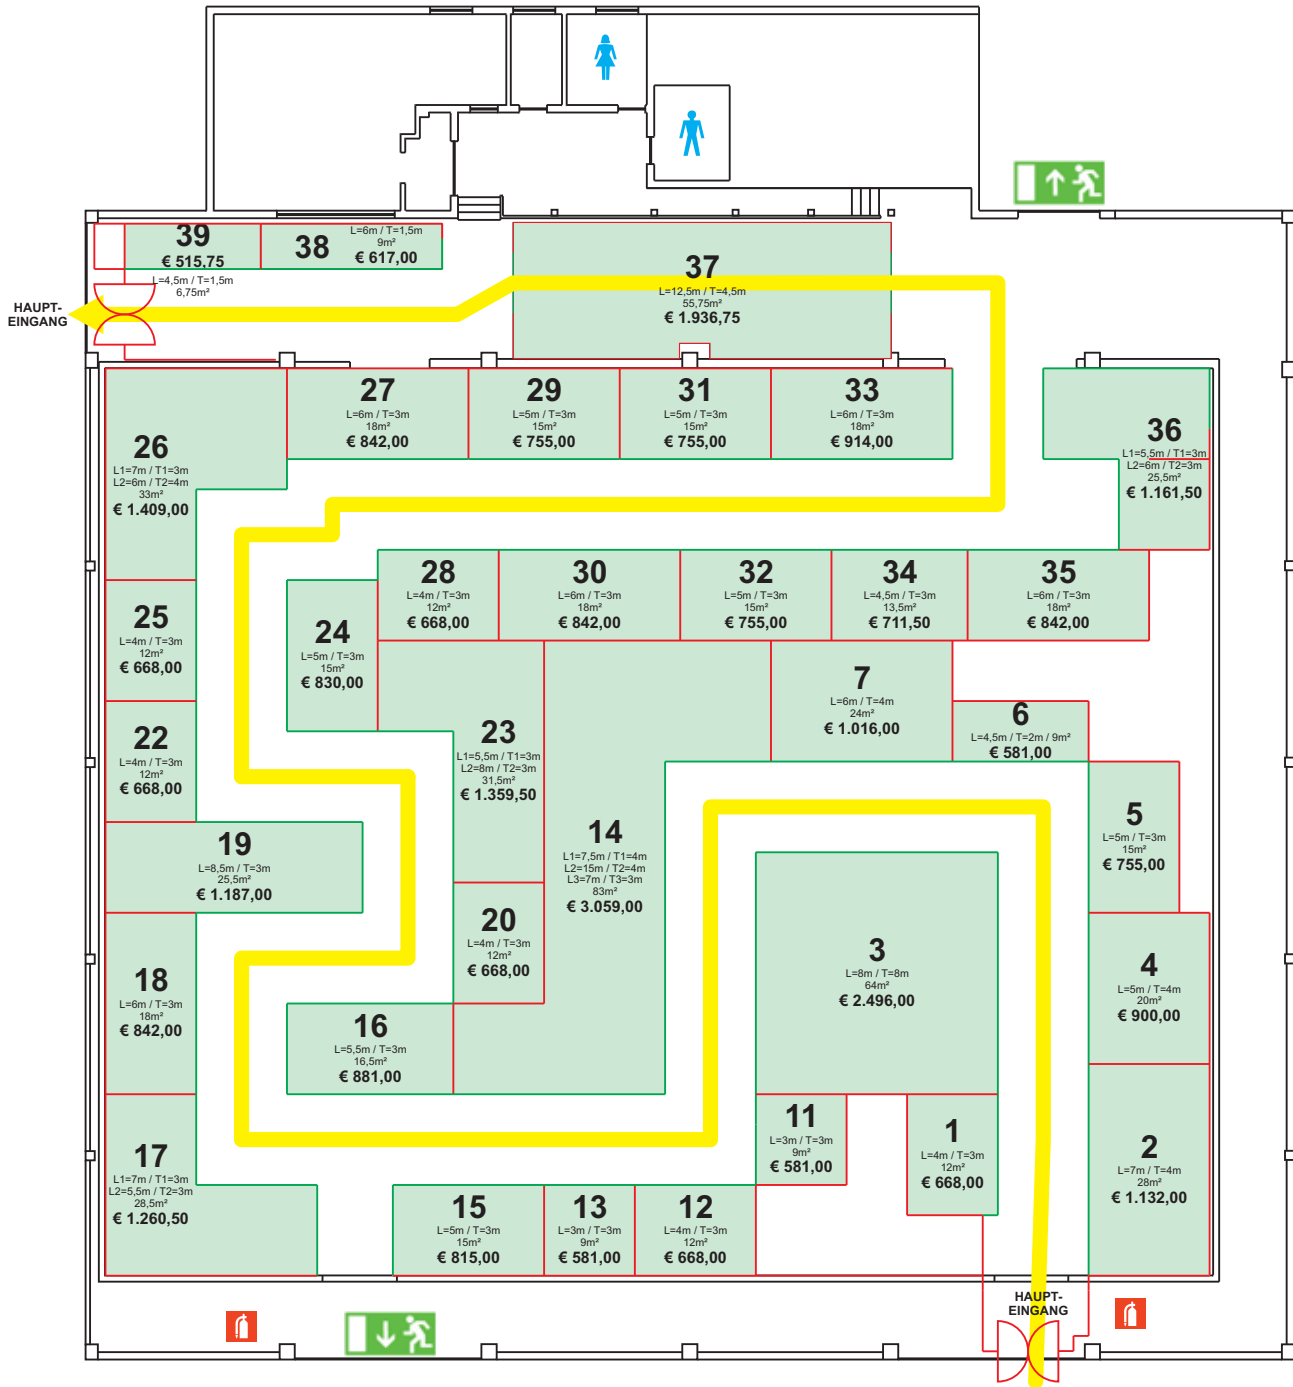 39
€ 515,75
L=4,5m / T=1,5m
6,75m²
38
L=6m / T=1,5m
9m²
€ 617,00
37
L=12,5m / T=4,5m
55,75m²
€ 1.936,75
HAUPT-
EINGANG
26
L1=7m / T1=3m
L2=6m / T2=4m
33m²
€ 1.409,00
27
L=6m / T=3m
18m²
€ 842,00
29
L=5m / T=3m
15m²
€ 755,00
31
L=5m / T=3m
15m²
€ 755,00
33
L=6m / T=3m
18m²
€ 914,00
36
L1=5,5m / T1=3m
L2=6m / T2=3m
25,5m²
€ 1.161,50
28
L=4m / T=3m
12m²
€ 668,00
30
L=6m / T=3m
18m²
€ 842,00
32
L=5m / T=3m
15m²
€ 755,00
34
L=4,5m / T=3m
13,5m²
€ 711,50
35
L=6m / T=3m
18m²
€ 842,00
25
L=4m / T=3m
12m²
€ 668,00
24
L=5m / T=3m
15m²
€ 830,00
23
L1=5,5m / T1=3m
L2=8m / T2=3m
31,5m²
€ 1.359,50
7
L=6m / T=4m
24m²
€ 1.016,00
6
L=4,5m / T=2m / 9m²
€ 581,00
22
L=4m / T=3m
12m²
€ 668,00
5
L=5m / T=3m
15m²
€ 755,00
19
L=8,5m / T=3m
25,5m²
€ 1.187,00
14
L1=7,5m / T1=4m
L2=15m / T2=4m
L3=7m / T3=3m
83m²
€ 3.059,00
20
L=4m / T=3m
12m²
€ 668,00
3
L=8m / T=8m
64m²
€ 2.496,00
4
L=5m / T=4m
20m²
€ 900,00
18
L=6m / T=3m
18m²
€ 842,00
16
L=5,5m / T=3m
16,5m²
€ 881,00
17
L1=7m / T1=3m
L2=5,5m / T2=3m
28,5m²
€ 1.260,50
11
L=3m / T=3m
9m²
€ 581,00
1
L=4m / T=3m
12m²
€ 668,00
2
L=7m / T=4m
28m²
€ 1.132,00
15
L=5m / T=3m
15m²
€ 815,00
13
L=3m / T=3m
9m²
€ 581,00
12
L=4m / T=3m
12m²
€ 668,00
HAUPT-
EINGANG